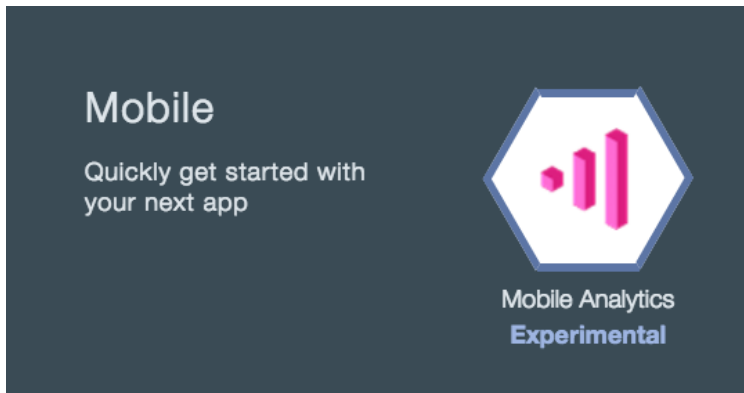 Mobile
Quickly get started with
your next app
Mobile Analytics
Experimental